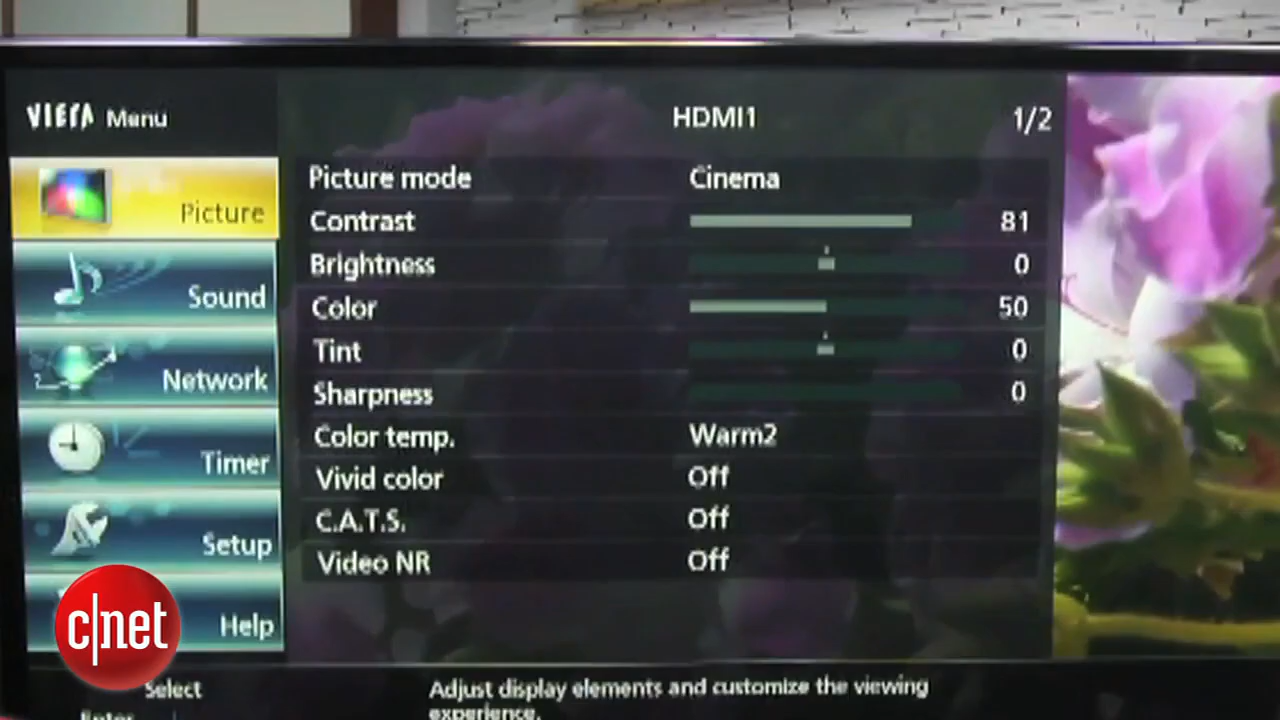 VIERA Menu
HDMI1
1/2
Picture
Sound
Network
Timer
Setup
Help
Picture mode Cinema
Contrast 81
Brightness 0
Color 50
Tint 0
Sharpness 0
Color temp. Warm2
Vivid color Off
C.A.T.S. Off
Video NR Off
c|net
Select
Enter
Adjust display elements and customize the viewing
experience.